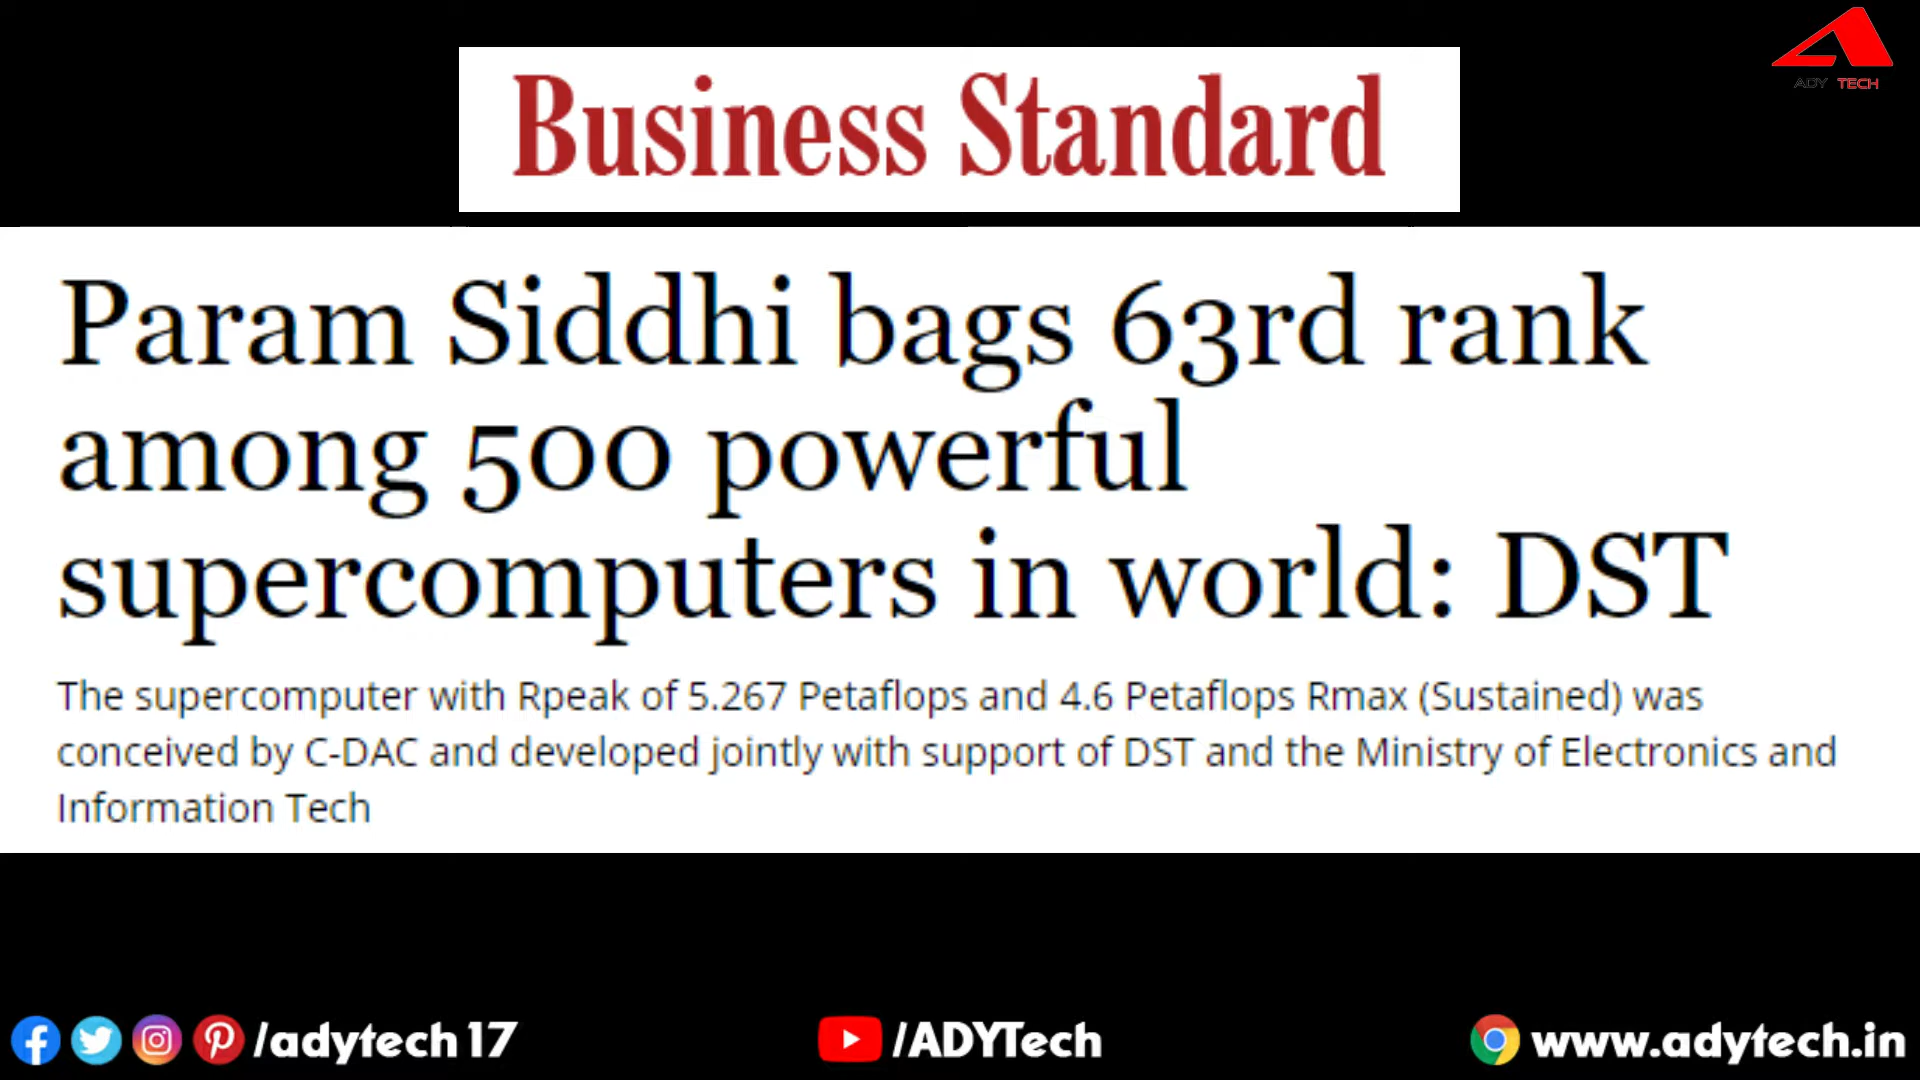 Business Standard
ADY TECH
Param Siddhi bags 63rd rank
among 500 powerful
supercomputers in world: DST
The supercomputer with Rpeak of 5.267 Petaflops and 4.6 Petaflops Rmax (Sustained) was
conceived by C-DAC and developed jointly with support of DST and the Ministry of Electronics and
Information Tech
/adytech17
/ADYTech
www.adytech.in